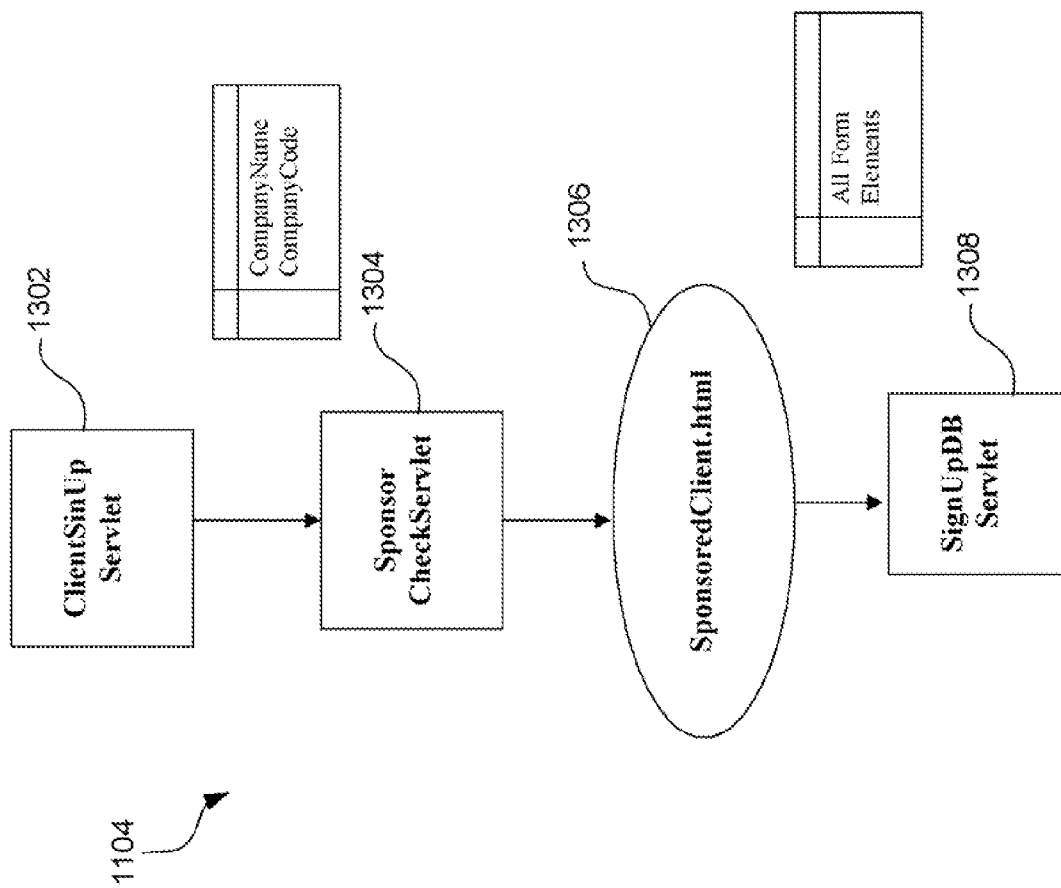 1104
ClientSinUp
Servlet
1302
CompanyName
CompanyCode
Sponsor
CheckServlet
1304
SponsoredClient.html
1306
All Form
Elements
SignUpDB
Servlet
1308